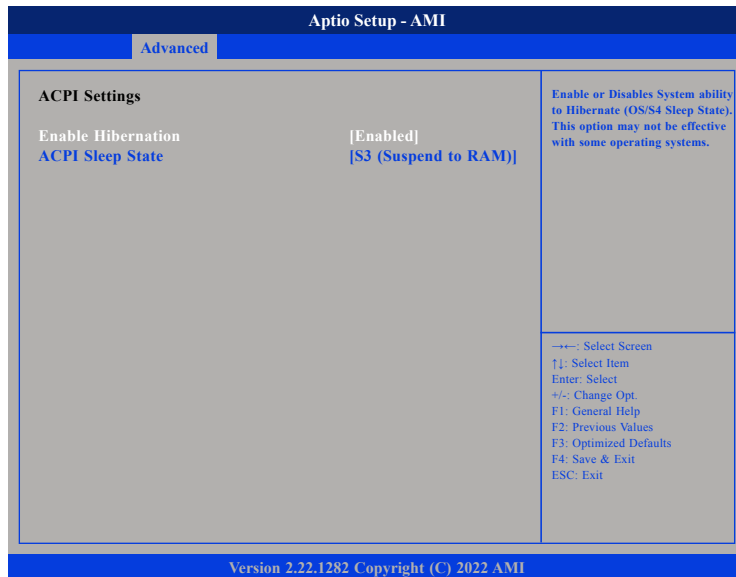 Aptio Setup - AMI
Advanced
ACPI Settings
Enable Hibernation [Enabled]
ACPI Sleep State [S3 (Suspend to RAM)]
Enable or Disables System ability
to Hibernate (OS/S4 Sleep State).
This option may not be effective
with some operating systems.
→←: Select Screen
↑↓: Select Item
Enter: Select
+/-: Change Opt.
F1: General Help
F2: Previous Values
F3: Optimized Defaults
F4: Save & Exit
ESC: Exit
Version 2.22.1282 Copyright (C) 2022 AMI